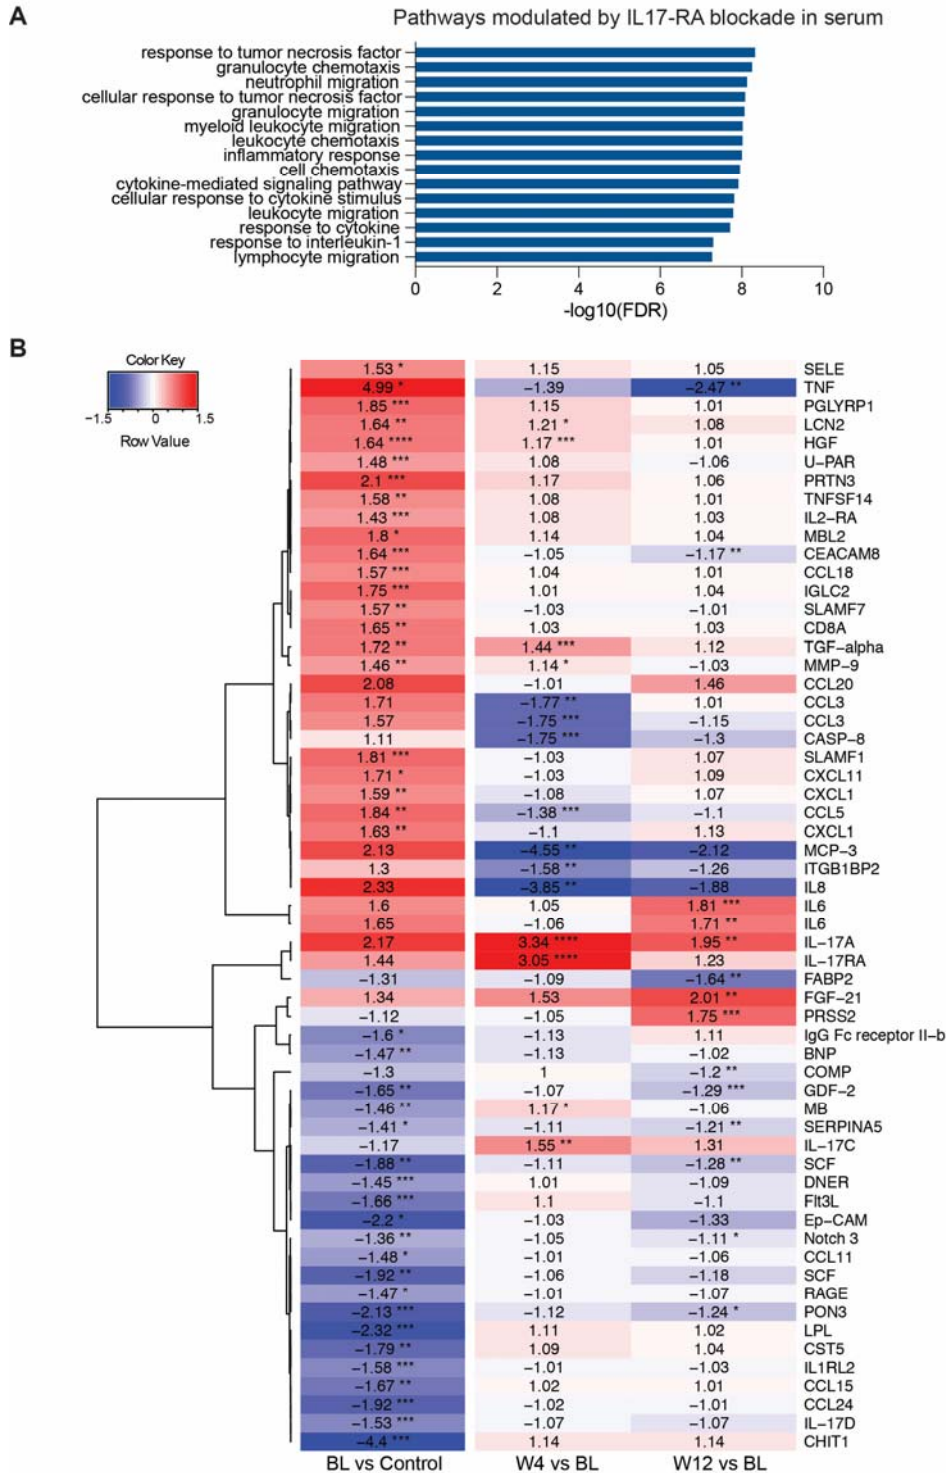 A
Pathways modulated by IL17-RA blockade in serum
response to tumor necrosis factor
granulocyte chemotaxis
neutrophil migration
cellular response to tumor necrosis factor
granulocyte migration
myeloid leukocyte migration
leukocyte chemotaxis
inflammatory response
cell chemotaxis
cytokine-mediated signaling pathway
cellular response to cytokine stimulus
leukocyte migration
response to cytokine
response to interleukin-1
lymphocyte migration
0 2 4 6 8 10
-log10(FDR)
B
Color Key
−1.5 0 1.5
Row Value
1.53 * 1.15 1.05 SELE
4.99 * −1.39 −2.47 ** TNF
1.85 *** 1.15 1.01 PGLYRP1
1.64 ** 1.21 * 1.08 LCN2
1.64 **** 1.17 *** 1.01 HGF
1.48 *** 1.08 −1.06 U−PAR
2.1 *** 1.17 1.06 PRTN3
1.58 ** 1.08 1.01 TNFSF14
1.43 *** 1.08 1.03 IL2−RA
1.8 * 1.14 1.04 MBL2
1.64 *** −1.05 −1.17 ** CEACAM8
1.57 *** 1.04 1.01 CCL18
1.75 *** 1.01 1.04 IGLC2
1.57 ** −1.03 −1.01 SLAMF7
1.65 ** 1.03 1.03 CD8A
1.72 ** 1.44 *** 1.12 TGF−alpha
1.46 ** 1.14 * −1.03 MMP−9
2.08 −1.01 1.46 CCL20
1.71 −1.77 ** 1.01 CCL3
1.57 −1.75 *** −1.15 CCL3
1.11 −1.75 *** −1.3 CASP−8
1.81 *** −1.03 1.07 SLAMF1
1.71 * −1.03 1.09 CXCL11
1.59 ** −1.08 1.07 CXCL1
1.84 ** −1.38 *** −1.1 CCL5
1.63 ** −1.1 1.13 CXCL1
2.13 −4.55 ** −2.12 MCP−3
1.3 −1.58 ** −1.26 ITGB1BP2
2.33 −3.85 ** −1.88 IL8
1.6 1.05 1.81 *** IL6
1.65 −1.06 1.71 ** IL6
2.17 3.34 **** 1.95 ** IL−17A
1.44 3.05 **** 1.23 IL−17RA
−1.31 −1.09 −1.64 ** FABP2
1.34 1.53 2.01 ** FGF−21
−1.12 −1.05 1.75 *** PRSS2
−1.6 * −1.13 1.11 IgG Fc receptor II−b
−1.47 ** −1.13 −1.02 BNP
−1.3 1 −1.2 ** COMP
−1.65 ** −1.07 −1.29 *** GDF−2
−1.46 ** 1.17 * −1.06 MB
−1.41 * −1.11 −1.21 ** SERPINA5
−1.17 1.55 ** 1.31 IL−17C
−1.88 ** −1.11 −1.28 ** SCF
−1.45 *** 1.01 −1.09 DNER
−1.66 *** 1.1 −1.1 Flt3L
−2.2 * −1.03 −1.33 Ep−CAM
−1.36 ** −1.05 −1.11 * Notch 3
−1.48 * −1.01 −1.06 CCL11
−1.92 ** −1.06 −1.18 SCF
−1.47 * −1.01 −1.07 RAGE
−2.13 *** −1.12 −1.24 * PON3
−2.32 *** 1.11 1.02 LPL
−1.79 ** 1.09 1.04 CST5
−1.58 *** −1.01 −1.03 IL1RL2
−1.67 ** 1.02 1.01 CCL15
−1.92 *** −1.02 −1.01 CCL24
−1.53 *** −1.07 −1.07 IL−17D
−4.4 *** 1.14 1.14 CHIT1
BL vs Control W4 vs BL W12 vs BL